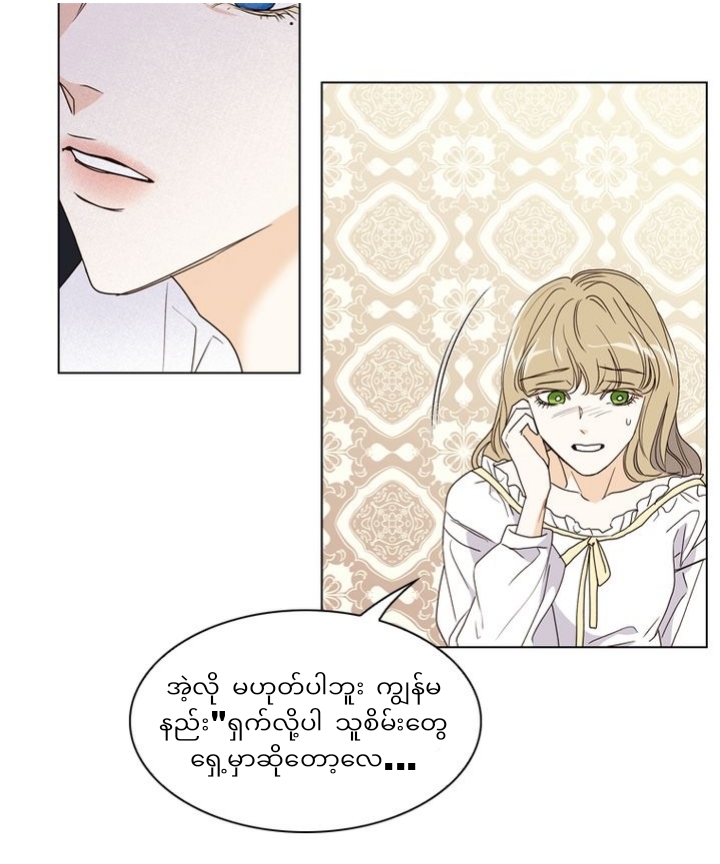 အဲ့လို မဟုတ်ပါဘူး ကျွန်မ
နည်း"ရှက်လို့ပါ သူစိမ်းတွေ
ရှေ့မှာဆိုတော့လေ...